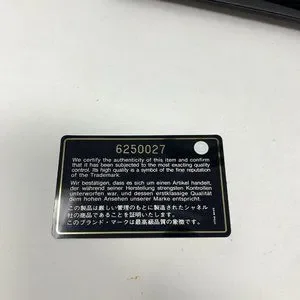 6250027
We certify the authenticity of this item and confirm
that it has been subjected to the most exacting quality
control. Its high quality is a symbol of the fine reputation
of the Trademark.
Wir bestätigen, dass es sich um einen Artikel handelt,
der während seiner Herstellung strengsten Kontrollen
unterworfen war, und dessen erstklassige Qualität
dem hohen Ansehen unserer Marke entspricht.
この製品は厳しい管理のもとに製造されたシャネル
社の商品であることを証明いたします。
このブランド・マークは最高級品質の象徴です。